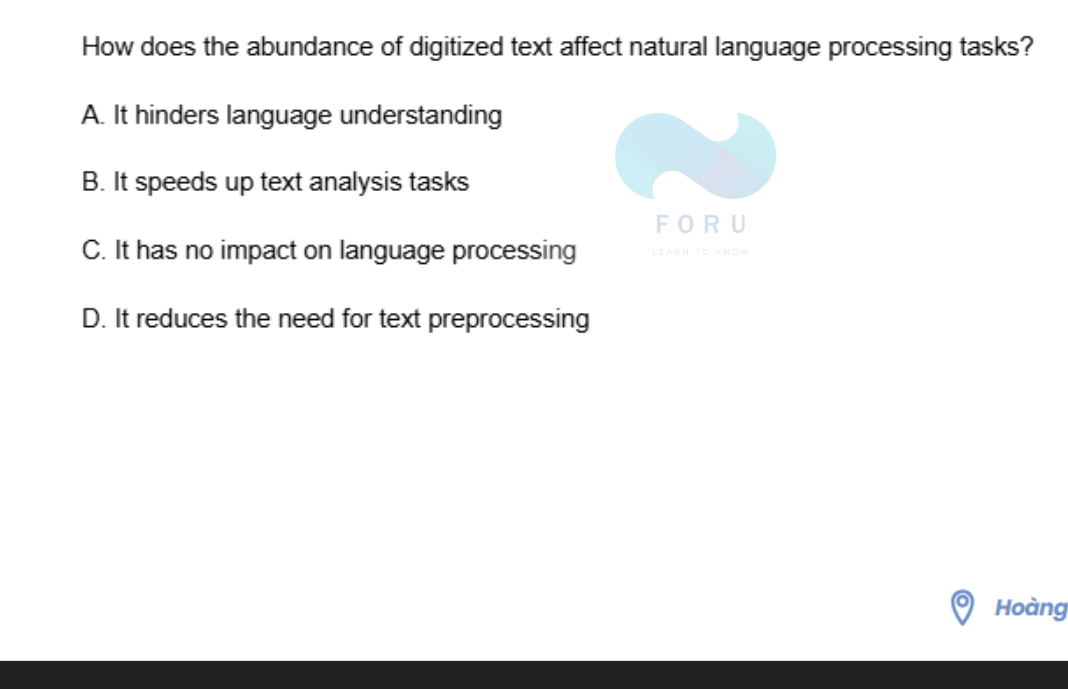 How does the abundance of digitized text affect natural language processing tasks?
A. It hinders language understanding
B. It speeds up text analysis tasks
FORU
C. It has no impact on language processing
LEARN TO KNOW
D. It reduces the need for text preprocessing
Hoàng